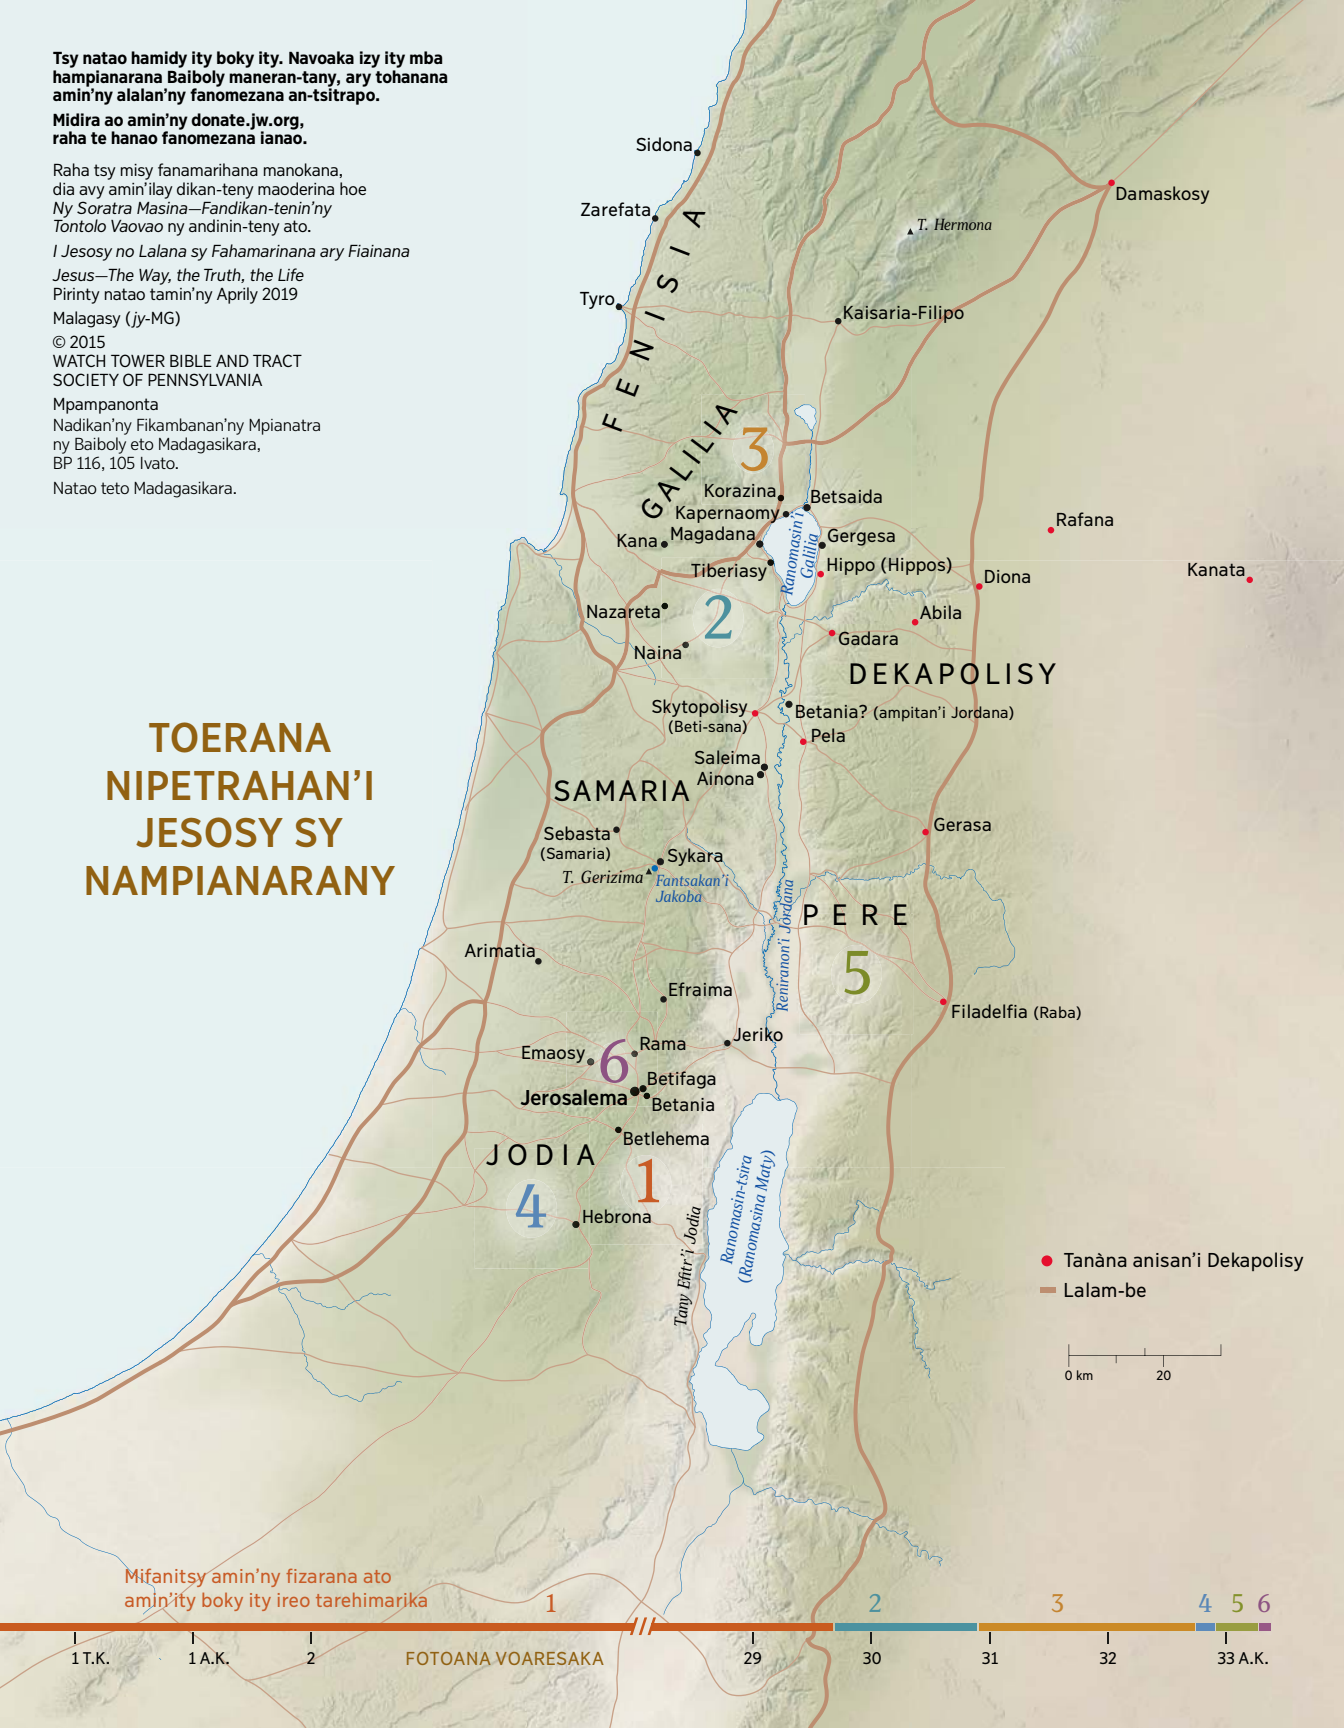 Tsy natao hamidy ity boky ity. Navoaka izy ity mba
hampianarana Baiboly maneran-tany, ary tohanana
amin’ny alalan’ny fanomezana an-tsitrapo.
Midira ao amin’ny donate.jw.org,
raha te hanao fanomezana ianao.
Raha tsy misy fanamarihana manokana,
dia avy amin’ilay dikan-teny maoderina hoe
Ny Soratra Masina—Fandikan-tenin’ny
Tontolo Vaovao ny andinin-teny ato.
I Jesosy no Lalana sy Fahamarinana ary Fiainana
Jesus—The Way, the Truth, the Life
Pirinty natao tamin’ny Aprily 2019
Malagasy (jy-MG)
© 2015
WATCH TOWER BIBLE AND TRACT
SOCIETY OF PENNSYLVANIA
Mpampanonta
Nadikan’ny Fikambanan’ny Mpianatra
ny Baiboly eto Madagasikara,
BP 116, 105 Ivato.
Natao teto Madagasikara.
TOERANA
NIPETRAHAN’I
JESOSY SY
NAMPIANARANY
Sidona
Damaskosy
Zarefata
T. Hermona
FENISIA
Tyro
Kaisaria-Filipo
GALILIA
3
Korazina
Betsaida
Kapernaomy
Rafana
Magadana
Kana
Gergesa
Ranomasin’i
Galilia
Hippo (Hippos)
Tiberiasy
Kanata
Diona
Nazareta
2
Abila
Gadara
Naina
DEKAPOLISY
Skytopolisy
(Beti-sana)
Betania? (ampitan’i Jordana)
Pela
Saleima
Ainona
SAMARIA
Gerasa
Sebasta
(Samaria)
Sykara
T. Gerizima
Fantsakan’i
Jakoba
PERE
Reniranon’i Jordana
Arimatia
5
Efraima
Filadelfia (Raba)
Jeriko
Rama
Emaosy
6
Betifaga
Jerosalema
Betania
Betlehema
JODIA
1
4
Hebrona
Ranomasin-tsira
(Ranomasina Maty)
Tany Efitr’i Jodia
Tanàna anisan’i Dekapolisy
Lalam-be
0 km
20
Mifanitsy amin’ny fizarana ato
amin’ity boky ity ireo tarehimarika
1
2
3
4
5
6
1 T.K.
1 A.K.
2
FOTOANA VOARESAKA
29
30
31
32
33 A.K.